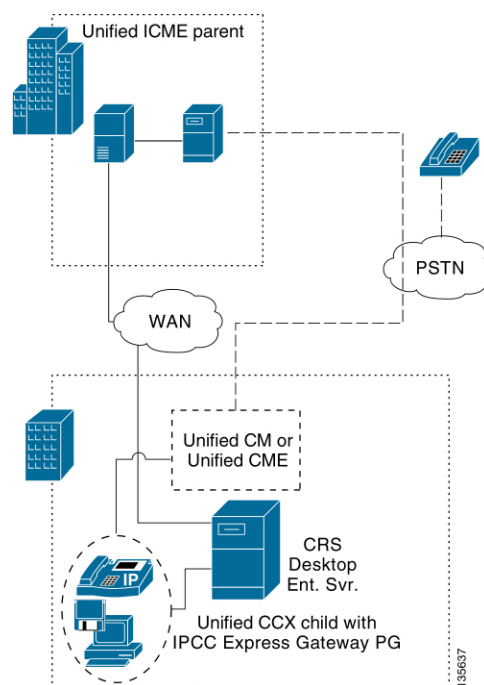 Unified ICME parent
PSTN
WAN
Unified CM or
Unified CME
IP
CRS
Desktop
Ent. Svr.
Unified CCX child with
IPCC Express Gateway PG
135637